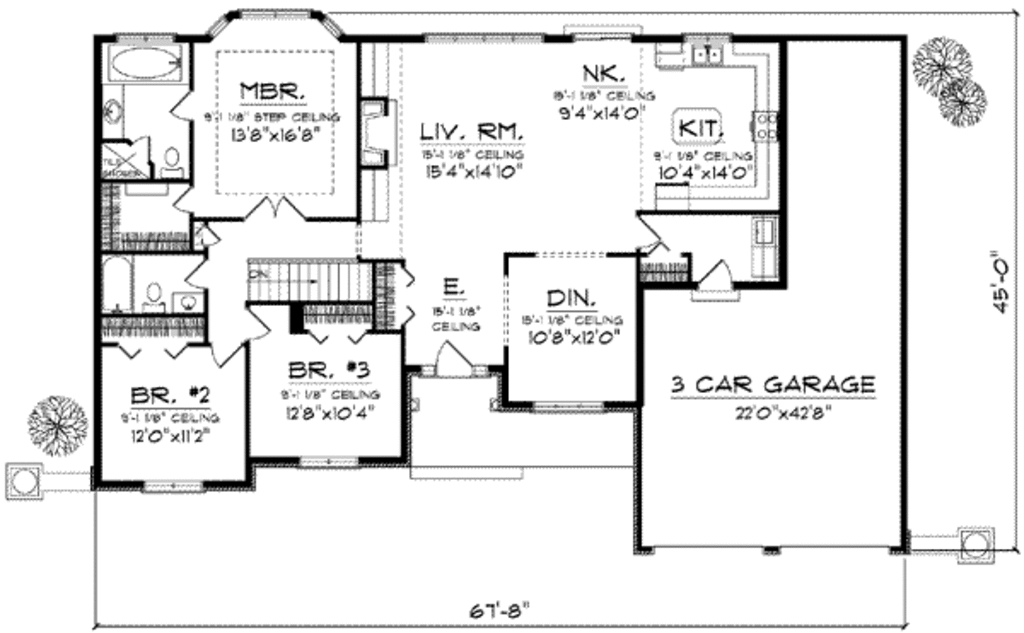 MBR.
9'-1 1/8" STEP CEILING
13'8"x16'8"
NK.
15'-1 1/8" CEILING
9'4"x14'0"
LIV. RM.
15'-1 1/8" CEILING
15'4"x14'10"
KIT.
9'-1 1/8" CEILING
10'4"x14'0"
TILE
SHOWER
DN.
E.
15'-1 1/8"
CEILING
DIN.
15'-1 1/8" CEILING
10'8"x12'0"
BR. #2
9'-1 1/8" CEILING
12'0"x11'2"
BR. #3
9'-1 1/8" CEILING
12'8"x10'4"
3 CAR GARAGE
22'0"x42'8"
45'-0"
67'-8"